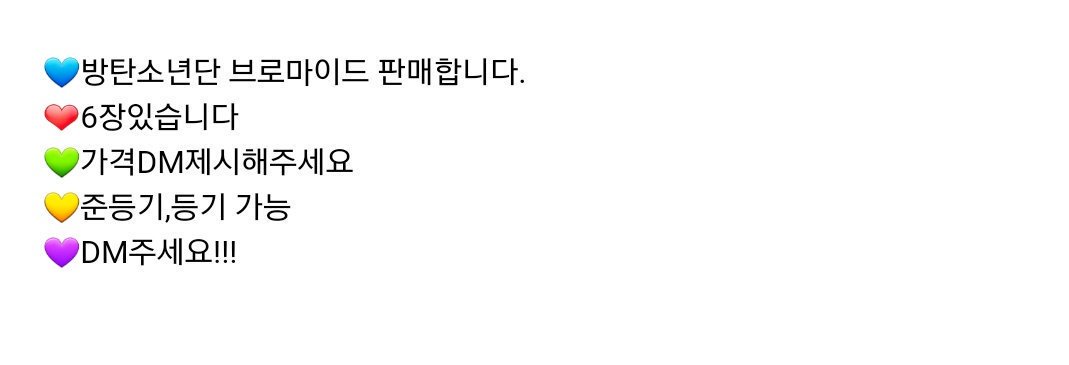 💙방탄소년단 브로마이드 판매합니다.
❤6장있습니다
💚가격DM제시해주세요
💛준등기,등기 가능
💜DM주세요!!!